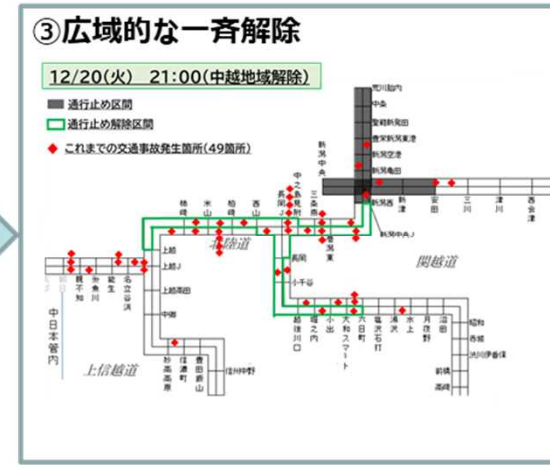 ③広域的な一斉解除
12/20(火) 21:00(中越地域解除)
通行止め区間
通行止め解除区間
これまでの交通事故発生箇所(49箇所)
荒川胎内
中条
聖籠新発田
豊栄新潟東港
新潟空港
新潟亀田
新潟中央
新潟西
新津
安田
三川
津川
西会津
新潟中央J
中之島見附
長岡J
三条燕
巻潟東
柿崎
米山
柏崎
西山
北陸道
関越道
上越
上越J
上越高田
中郷
長岡
小千谷
親不知
糸魚川
能生
名立谷浜
中日本管内
上信越道
妙高高原
信濃町
豊田飯山
信州中野
越後川口
堀之内
小出
大和スマート
六日町
塩沢石打
湯沢
水上
月夜野
沼田
昭和
赤城
渋川伊香保
前橋
高崎